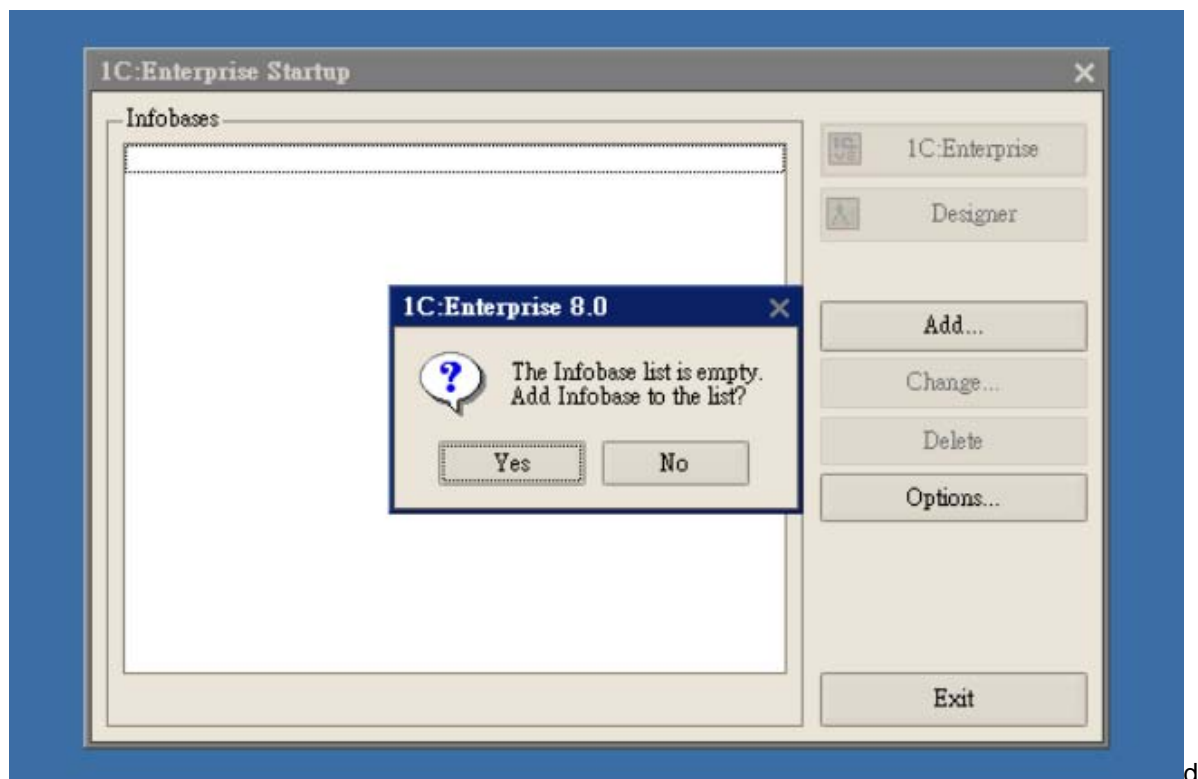 1C:Enterprise Startup
Infobases
1C:Enterprise
Designer
1C:Enterprise 8.0
The Infobase list is empty.
Add Infobase to the list?
Yes
No
Add...
Change...
Delete
Options...
Exit
d